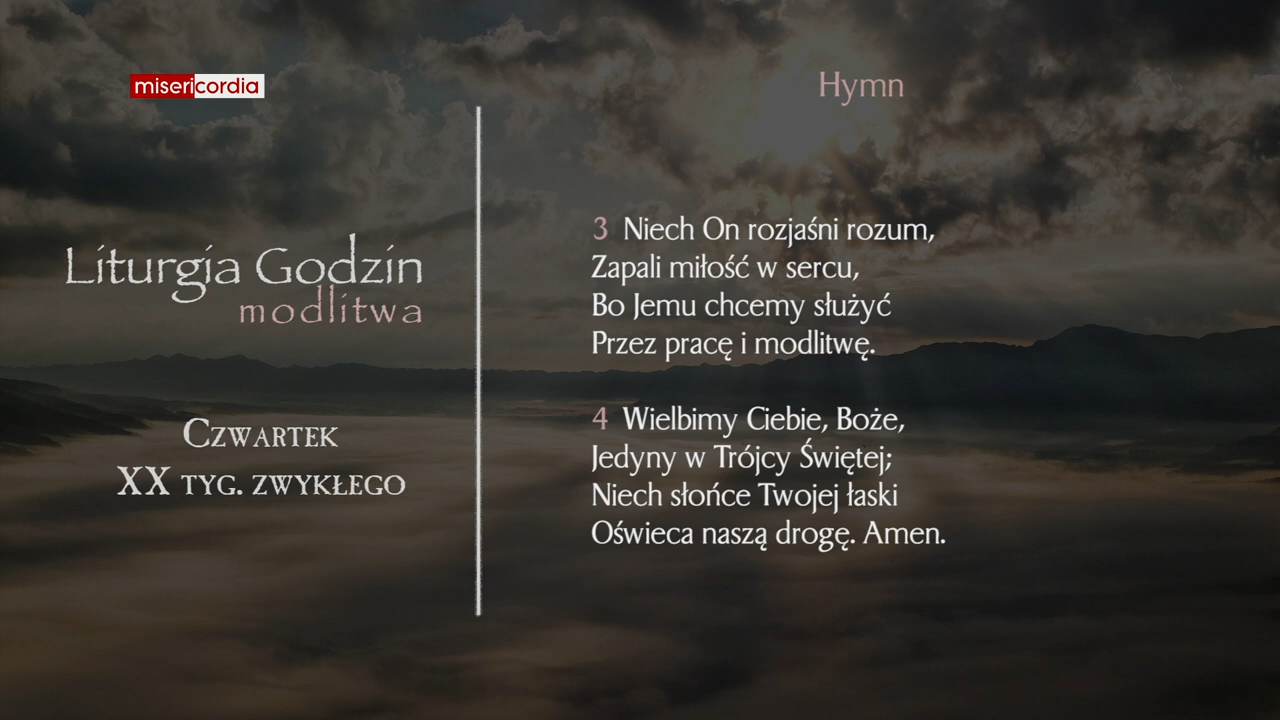 misericordia
Liturgia Godzin
modlitwa
Czwartek
XX tyg. zwykłego
Hymn
3 Niech On rozjaśni rozum,
Zapali miłość w sercu,
Bo Jemu chcemy służyć
Przez pracę i modlitwę.
4 Wielbimy Ciebie, Boże,
Jedyny w Trójcy Świętej;
Niech słońce Twojej łaski
Oświeca naszą drogę. Amen.